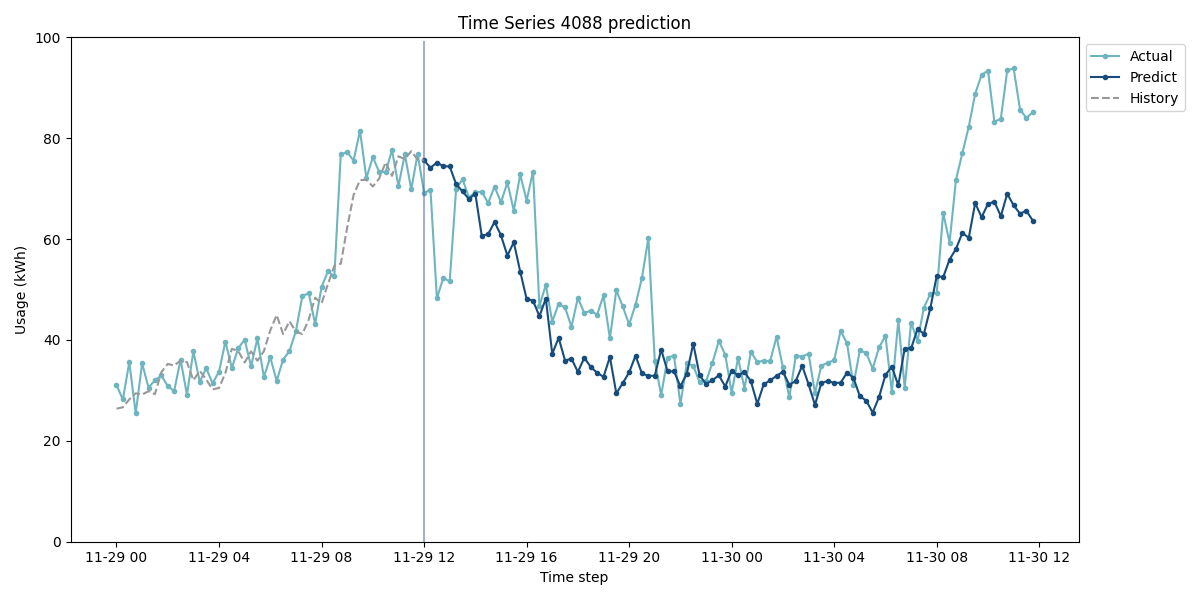 Time Series 4088 prediction
100
80
60
40
20
0
Usage (kWh)
11-29 00
11-29 04
11-29 08
11-29 12
11-29 16
11-29 20
11-30 00
11-30 04
11-30 08
11-30 12
Time step
Actual
Predict
History